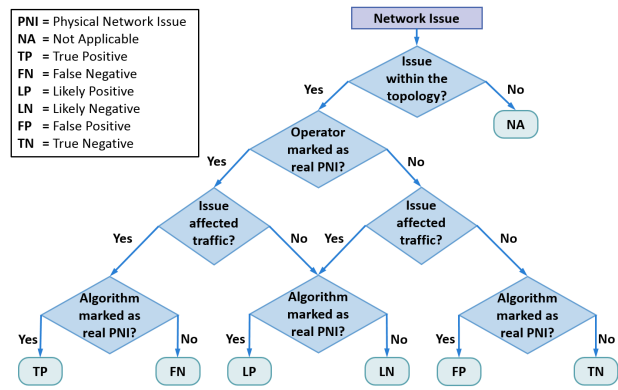 PNI = Physical Network Issue
NA = Not Applicable
TP = True Positive
FN = False Negative
LP = Likely Positive
LN = Likely Negative
FP = False Positive
TN = True Negative
Network Issue
Issue
within the
topology?
Yes
No
NA
Operator
marked as
real PNI?
Yes
No
Issue
affected
traffic?
Issue
affected
traffic?
Yes
No
Yes
No
Algorithm
marked as
real PNI?
Algorithm
marked as
real PNI?
Algorithm
marked as
real PNI?
Yes
No
Yes
No
Yes
No
TP
FN
LP
LN
FP
TN